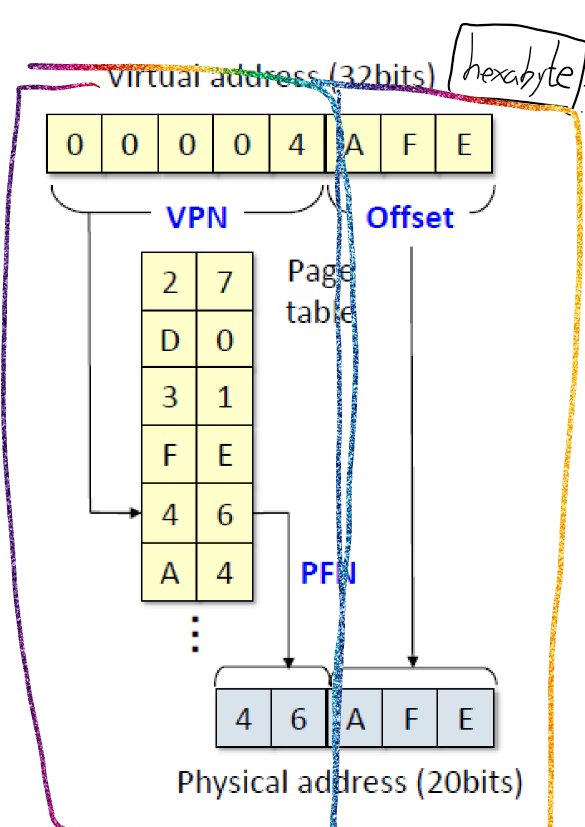 Virtual address (32bits)
hexabyte
0 0 0 0 4 A F E
VPN
Offset
2 7
Page
table
D 0
3 1
F E
4 6
A 4
PFN
4 6 A F E
Physical address (20bits)